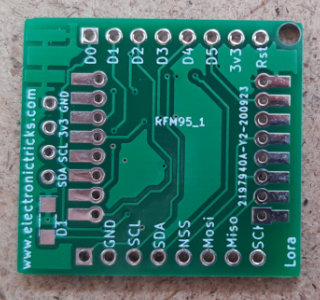 D0 D1 D2 D3 D4 D5 3v3 Rst
www.electronictricks.com
SDA SCL 3v3 GND
RFM95_1
2197940A-Y2-200923
D1
GND SCL SDA NSS Mosi Miso SCK
Lora